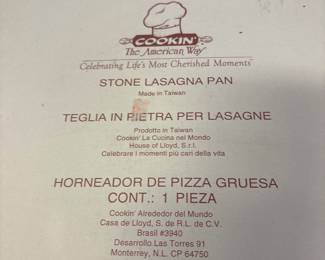 COOKIN'
The American Way
Celebrating Life's Most Cherished Moments
STONE LASAGNA PAN
Made in Taiwan
TEGLIA IN PIETRA PER LASAGNE
Prodotto in Taiwan
Cookin' La Cucina nel Mondo
House of Lloyd, S.r.l.
Celebrare I momenti più cari della vita
HORNEADOR DE PIZZA GRUESA
CONT.: 1 PIEZA
Cookin' Alrededor del Mundo
Casa de Lloyd, S. de R.L. de C.V.
Brasil #3940
Desarrollo Las Torres 91
Monterrey, N.L. CP 64750